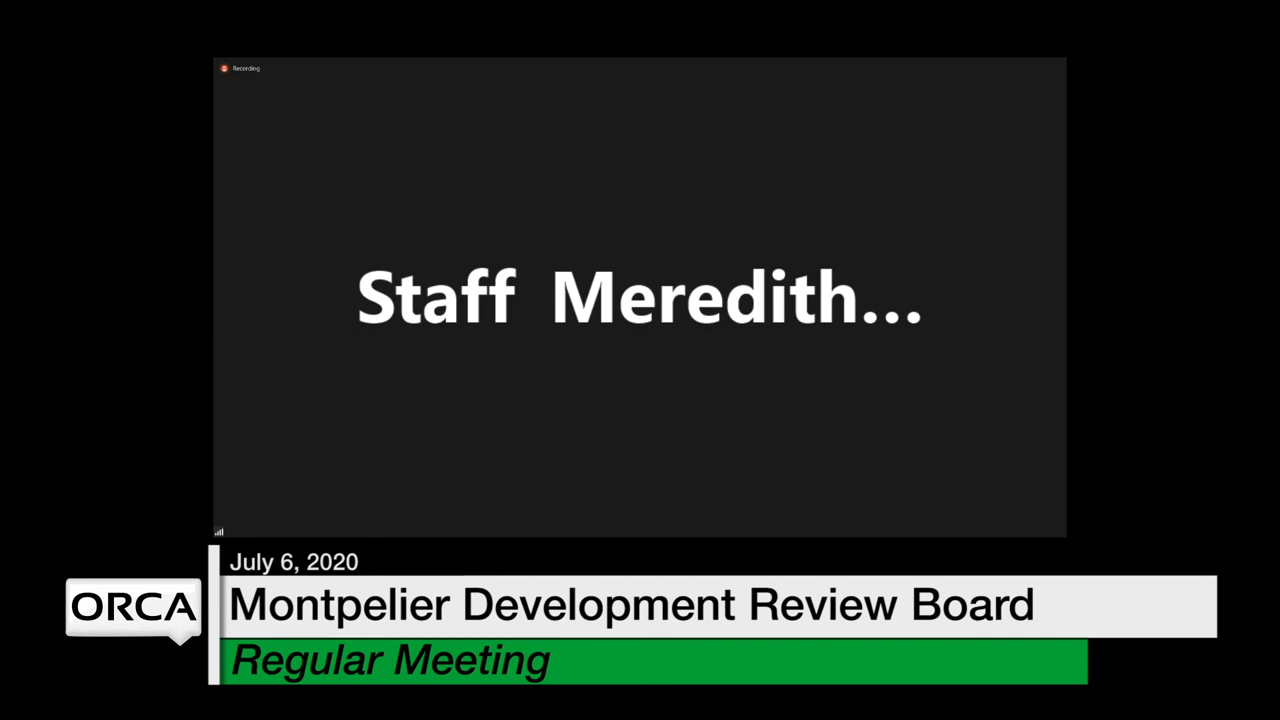 Recording
Staff Meredith...
July 6, 2020
ORCA
Montpelier Development Review Board
Regular Meeting